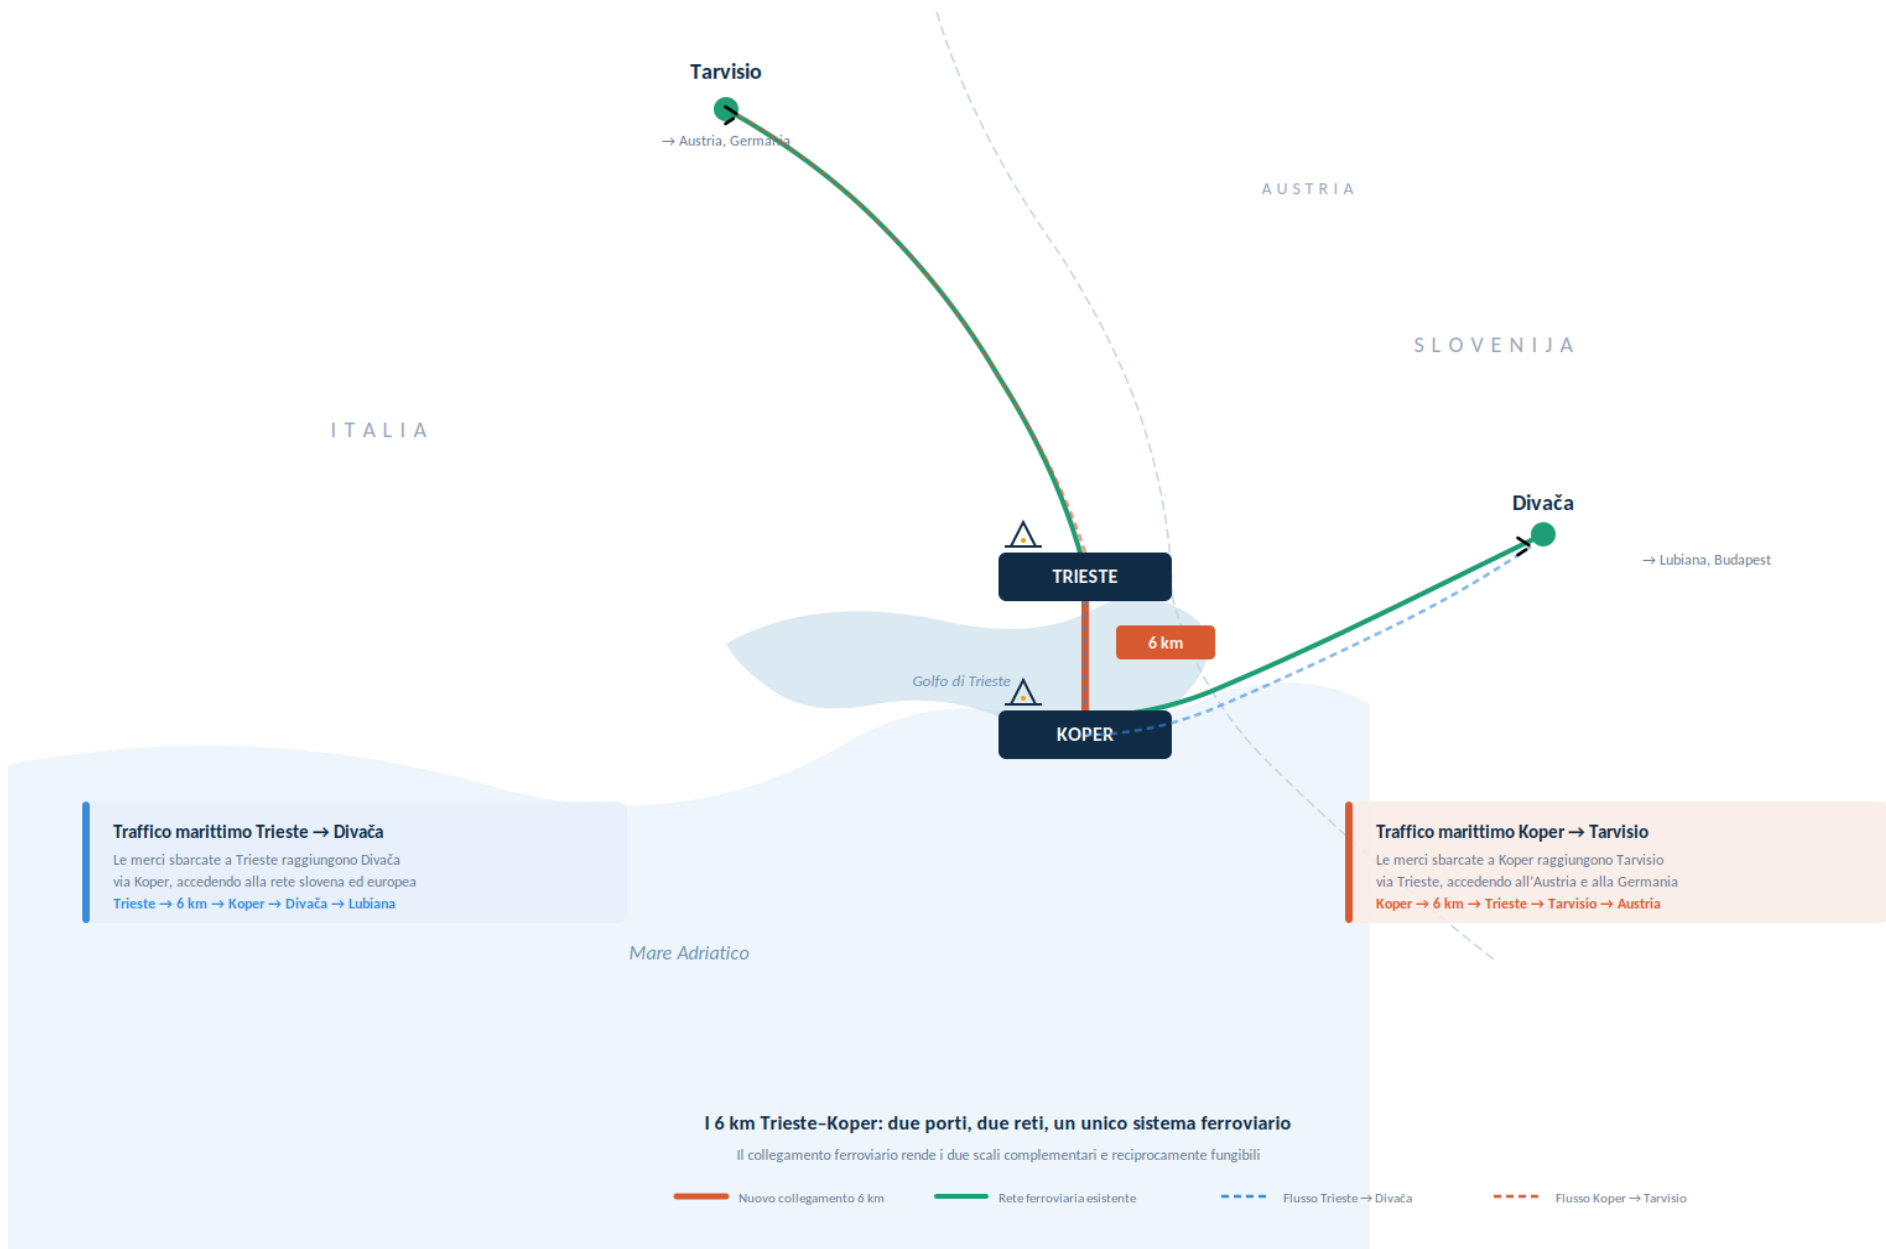 Tarvisio
→ Austria, Germania
AUSTRIA
SLOVENIJA
ITALIA
Divača
→ Lubiana, Budapest
TRIESTE
6 km
Golfo di Trieste
KOPER
Traffico marittimo Trieste → Divača
Le merci sbarcate a Trieste raggiungono Divača
via Koper, accedendo alla rete slovena ed europea
Trieste → 6 km → Koper → Divača → Lubiana
Traffico marittimo Koper → Tarvisio
Le merci sbarcate a Koper raggiungono Tarvisio
via Trieste, accedendo all'Austria e alla Germania
Koper → 6 km → Trieste → Tarvisio → Austria
Mare Adriatico
I 6 km Trieste–Koper: due porti, due reti, un unico sistema ferroviario
Il collegamento ferroviario rende i due scali complementari e reciprocamente fungibili
Nuovo collegamento 6 km
Rete ferroviaria esistente
Flusso Trieste → Divača
Flusso Koper → Tarvisio